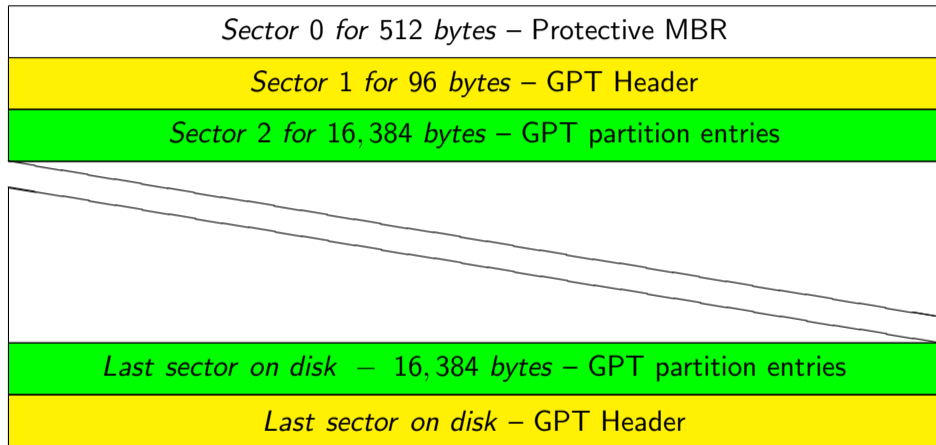 Sector 0 for 512 bytes – Protective MBR
Sector 1 for 96 bytes – GPT Header
Sector 2 for 16, 384 bytes – GPT partition entries
Last sector on disk − 16, 384 bytes – GPT partition entries
Last sector on disk – GPT Header